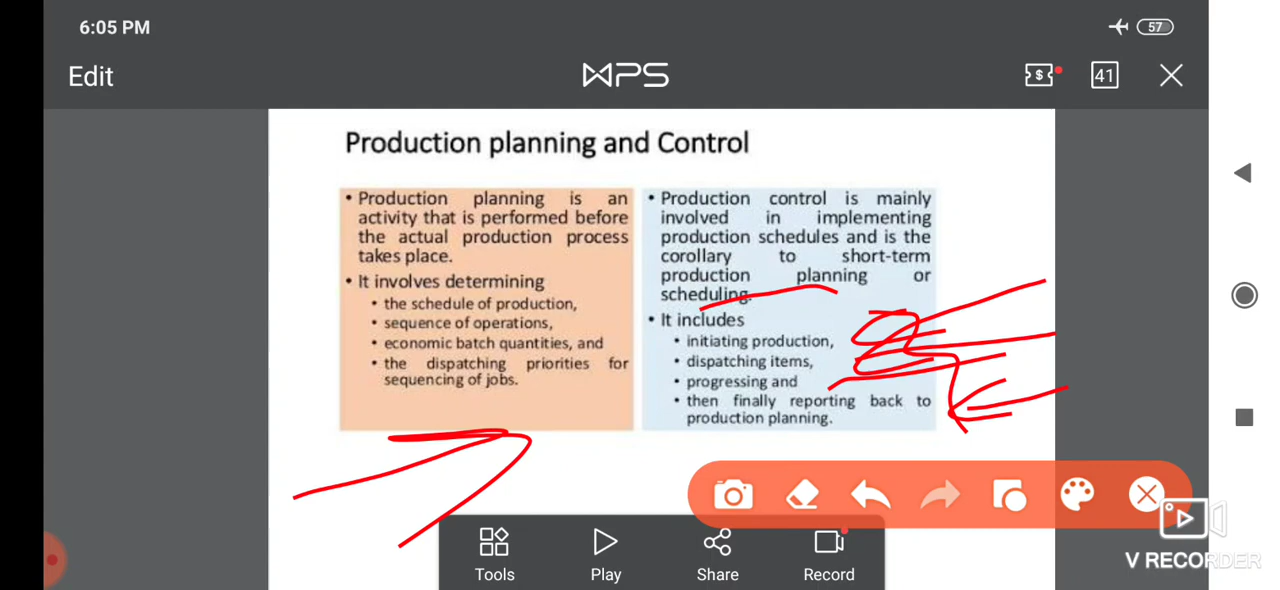 6:05 PM
57
Edit
WPS
$
41
Production planning and Control
• Production planning is an
activity that is performed before
the actual production process
takes place.
• It involves determining
• the schedule of production,
• sequence of operations,
• economic batch quantities, and
• the dispatching priorities for
sequencing of jobs.
• Production control is mainly
involved in implementing
production schedules and is the
corollary to short-term
production planning or
scheduling.
• It includes
• initiating production,
• dispatching items,
• progressing and
• then finally reporting back to
production planning.
Tools
Play
Share
Record
V RECORDER